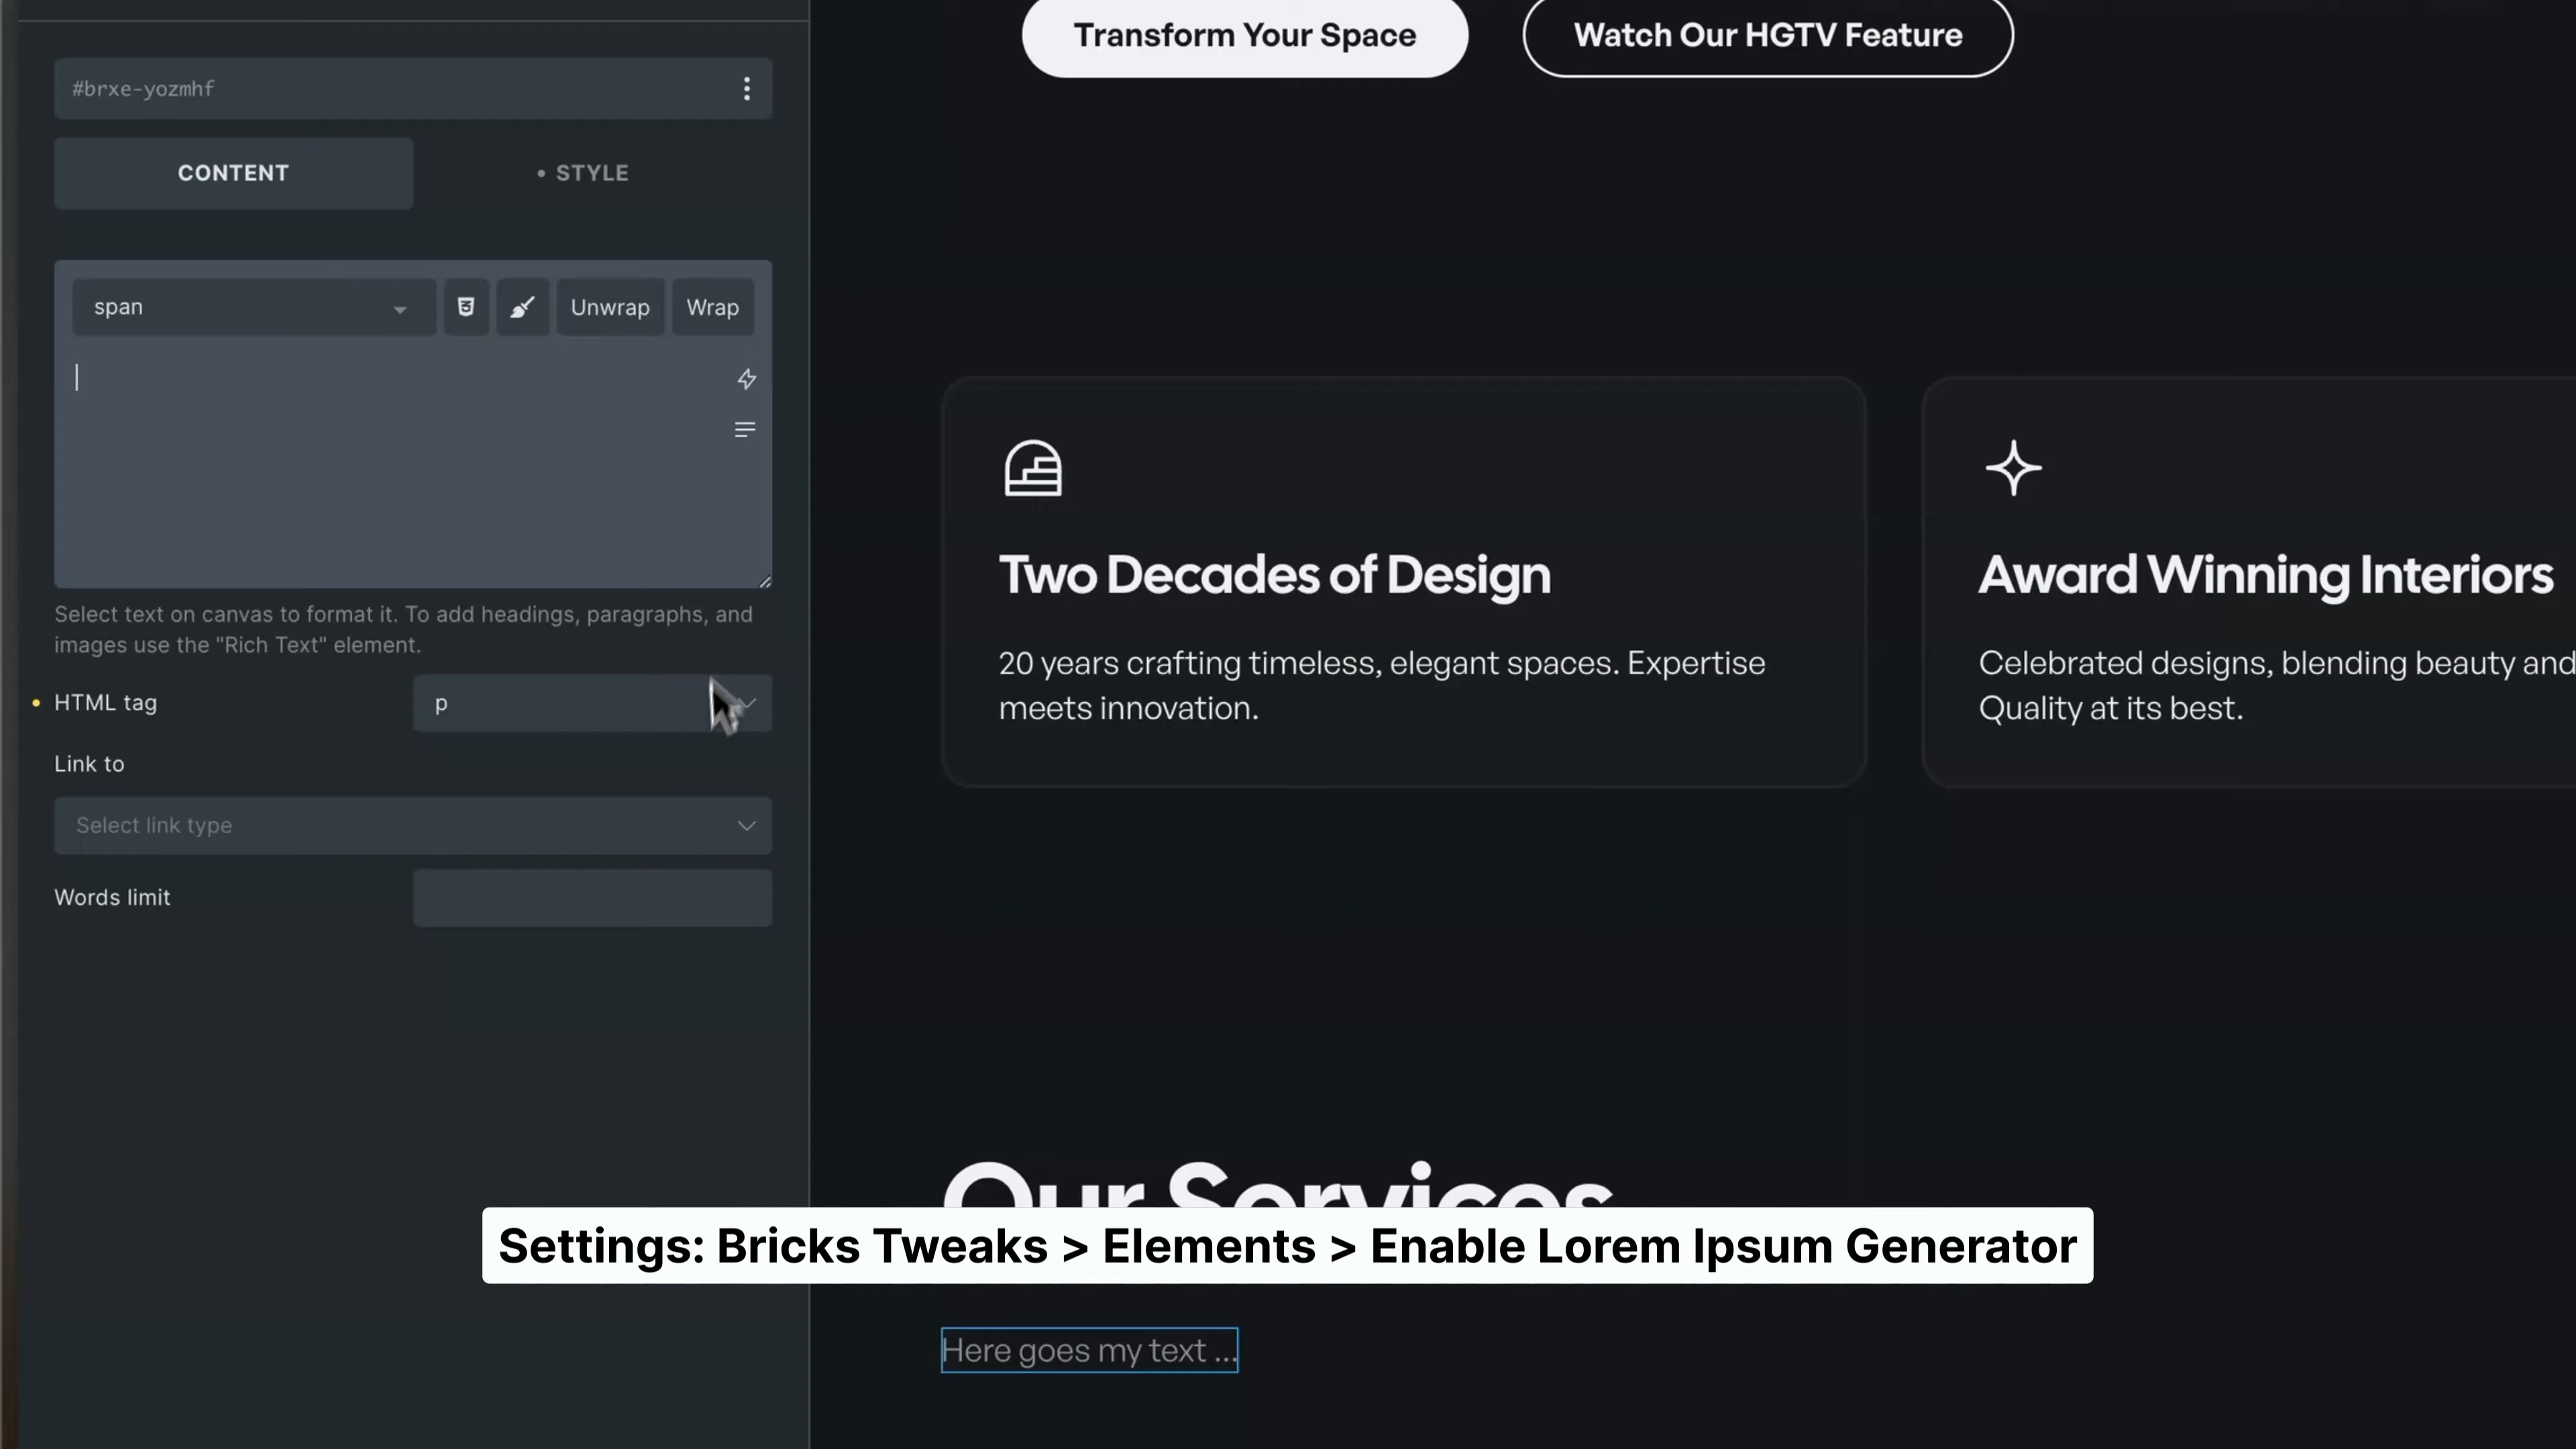 #brxe-yozmhf
CONTENT
STYLE
span
Unwrap
Wrap
Select text on canvas to format it. To add headings, paragraphs, and
images use the "Rich Text" element.
HTML tag
p
Link to
Select link type
Words limit
Transform Your Space
Watch Our HGTV Feature
Two Decades of Design
20 years crafting timeless, elegant spaces. Expertise
meets innovation.
Award Winning Interiors
Celebrated designs, blending beauty and
Quality at its best.
Our Services
Settings: Bricks Tweaks > Elements > Enable Lorem Ipsum Generator
Here goes my text ...